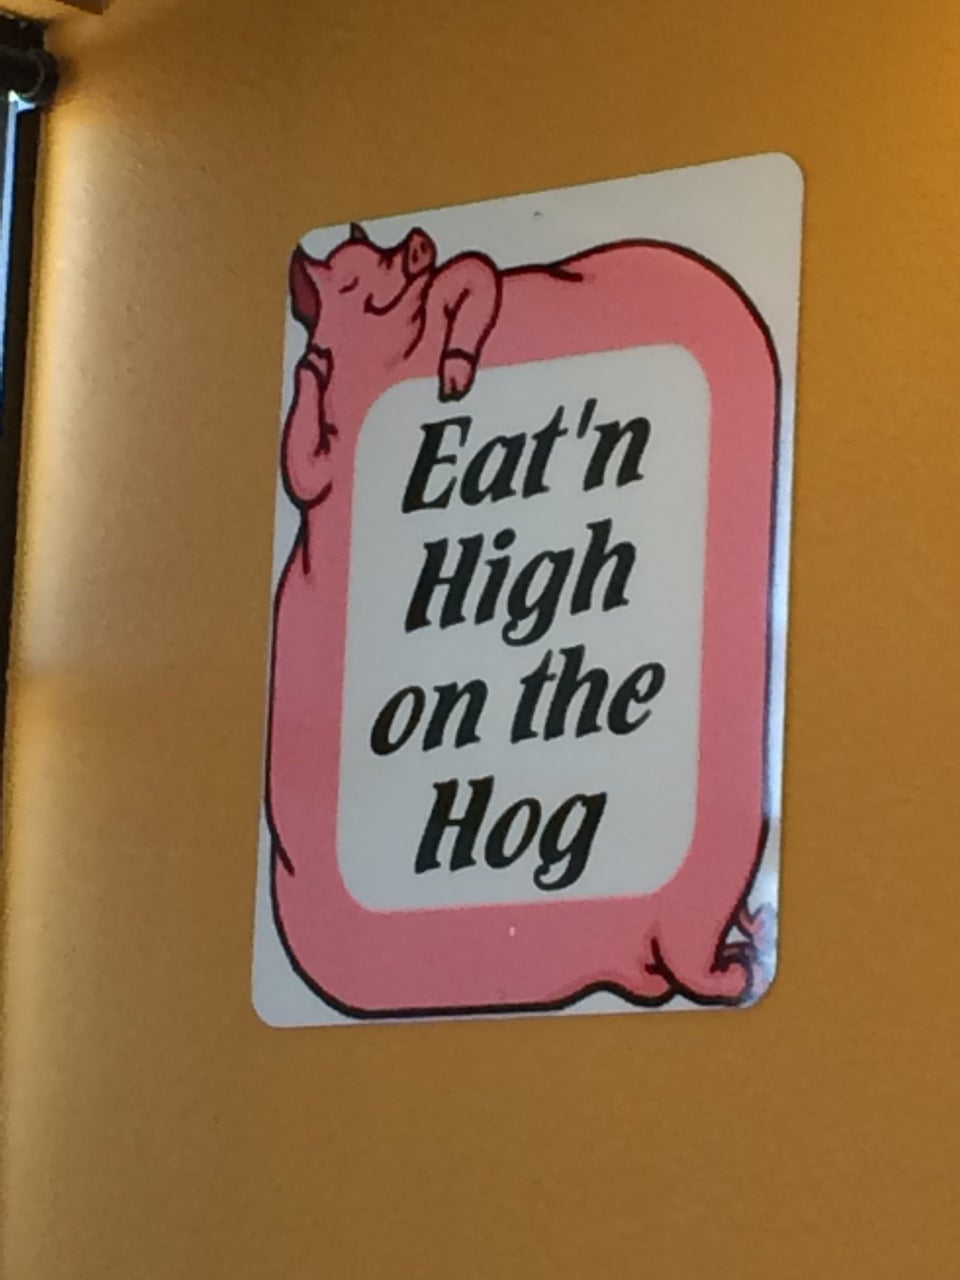 Eat'n
High
on the
Hog